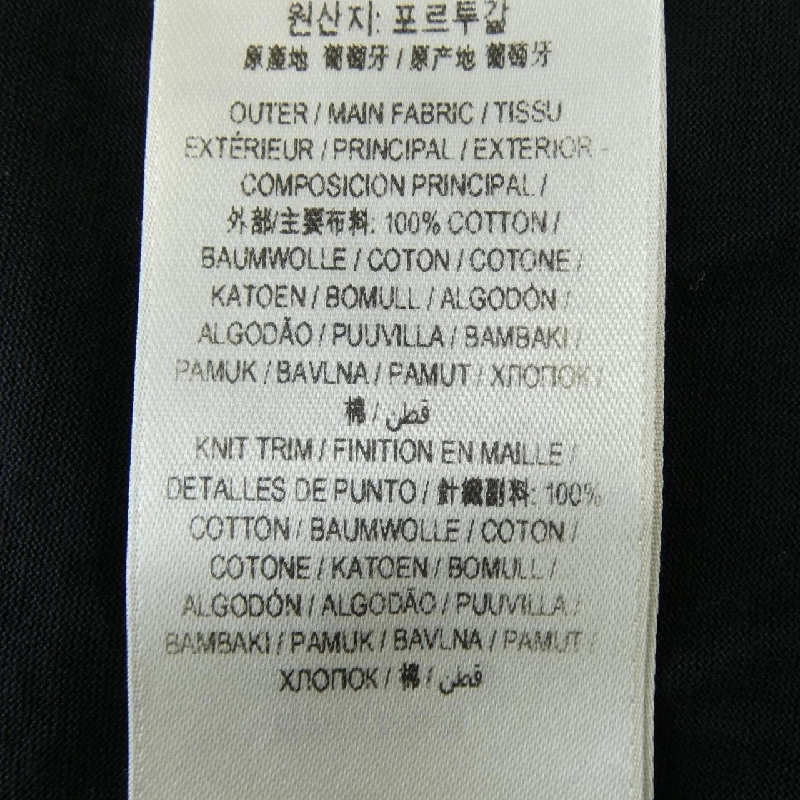 원산지: 포르투갈
原產地 葡萄牙 / 原产地 葡萄牙
OUTER / MAIN FABRIC / TISSU
EXTÉRIEUR / PRINCIPAL / EXTERIOR -
COMPOSICION PRINCIPAL /
外部/主要布料: 100% COTTON /
BAUMWOLLE / COTON / COTONE /
KATOEN / BOMULL / ALGODÓN /
ALGODÃO / PUUVILLA / BAMBAKI /
PAMUK / BAVLNA / PAMUT / ХЛОПОК /
棉 / قطن
KNIT TRIM / FINITION EN MAILLE /
DETALLES DE PUNTO / 針織副料: 100%
COTTON / BAUMWOLLE / COTON /
COTONE / KATOEN / BOMULL /
ALGODÓN / ALGODÃO / PUUVILLA /
BAMBAKI / PAMUK / BAVLNA / PAMUT /
ХЛОПОК / 棉 / قطن